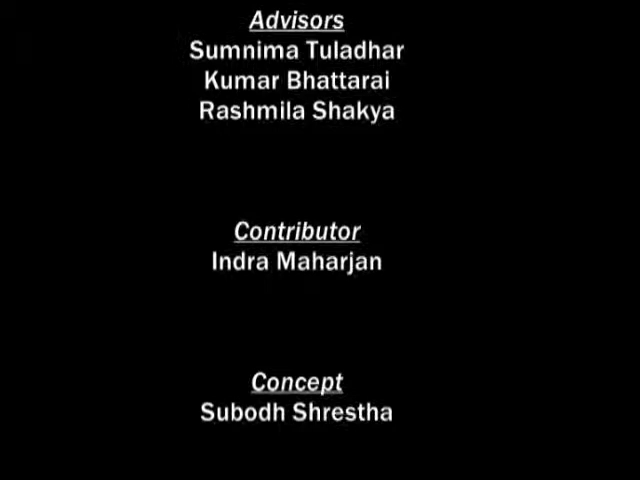 Advisors
Sumnima Tuladhar
Kumar Bhattarai
Rashmila Shakya
Contributor
Indra Maharjan
Concept
Subodh Shrestha